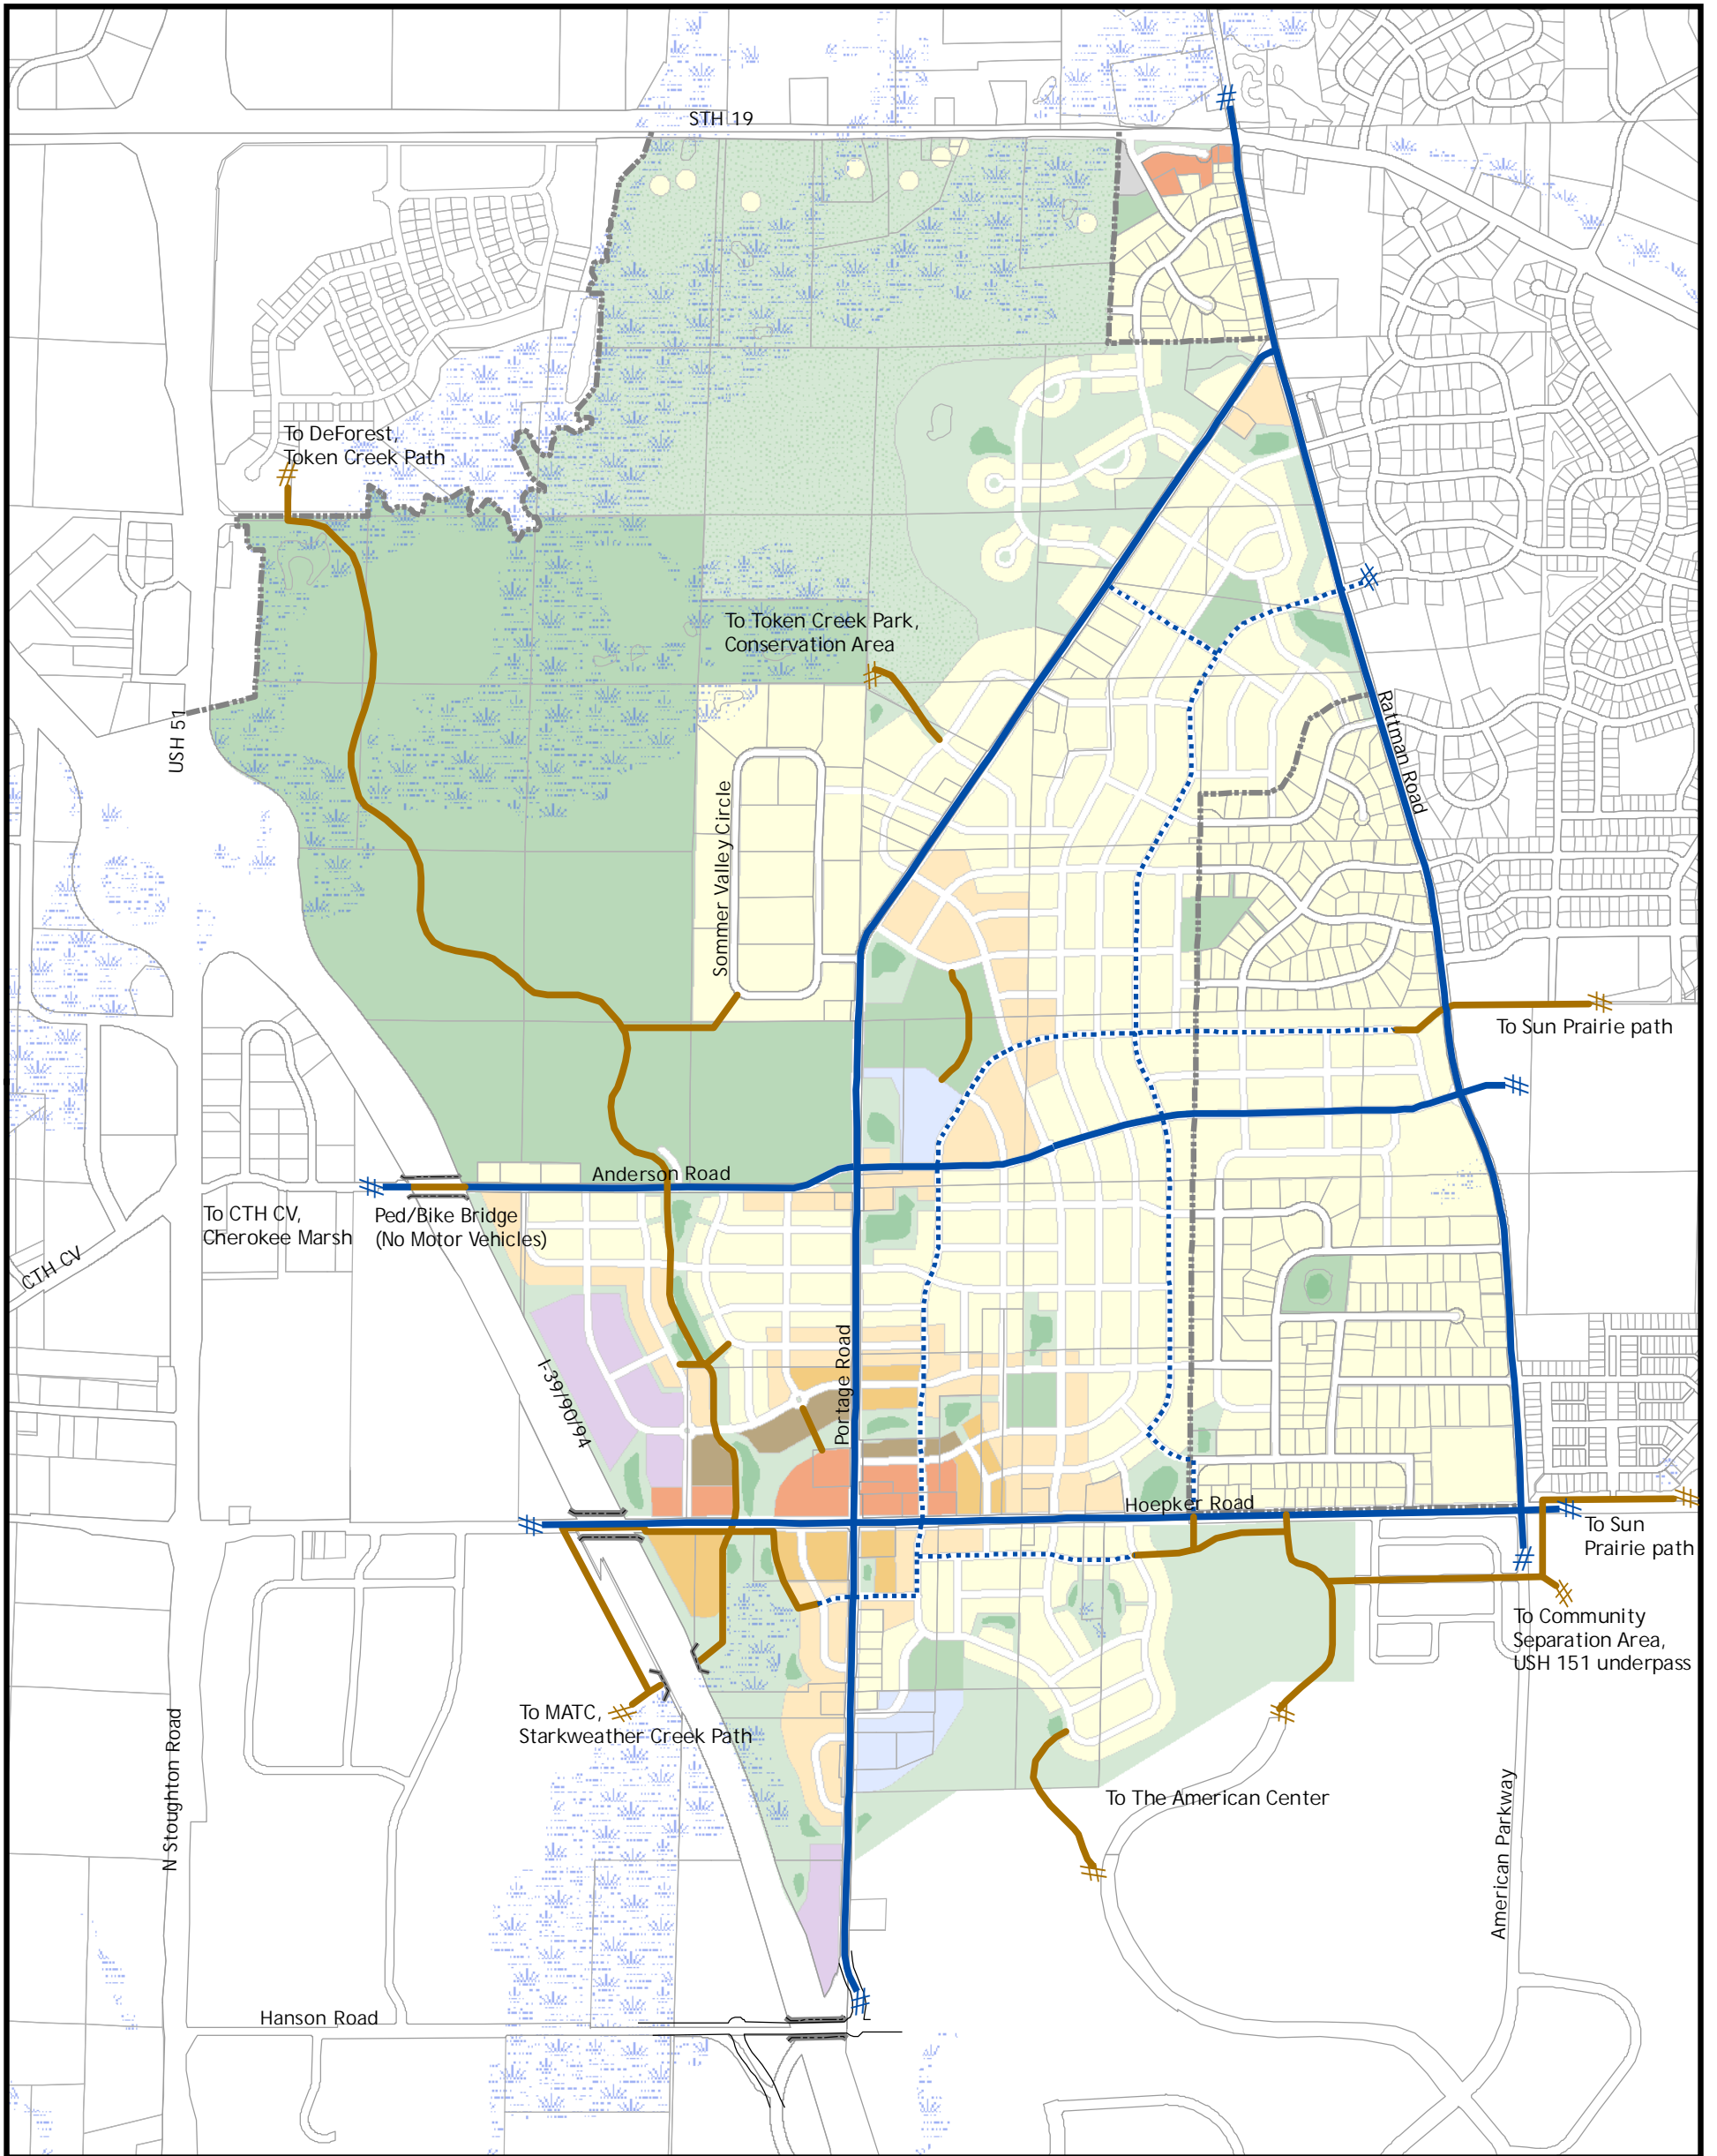 STH 19
To DeForest,
Token Creek Path
To Token Creek Park,
Conservation Area
USH 51
Rattman Road
Sommer Valley Circle
To Sun Prairie path
Anderson Road
To CTH CV,
Cherokee Marsh
Ped/Bike Bridge
(No Motor Vehicles)
CTH CV
Portage Road
I-39/90/94
Hoepker Road
To Sun
Prairie path
To Community
Separation Area,
USH 151 underpass
To MATC,
Starkweather Creek Path
N Stoughton Road
To The American Center
American Parkway
Hanson Road